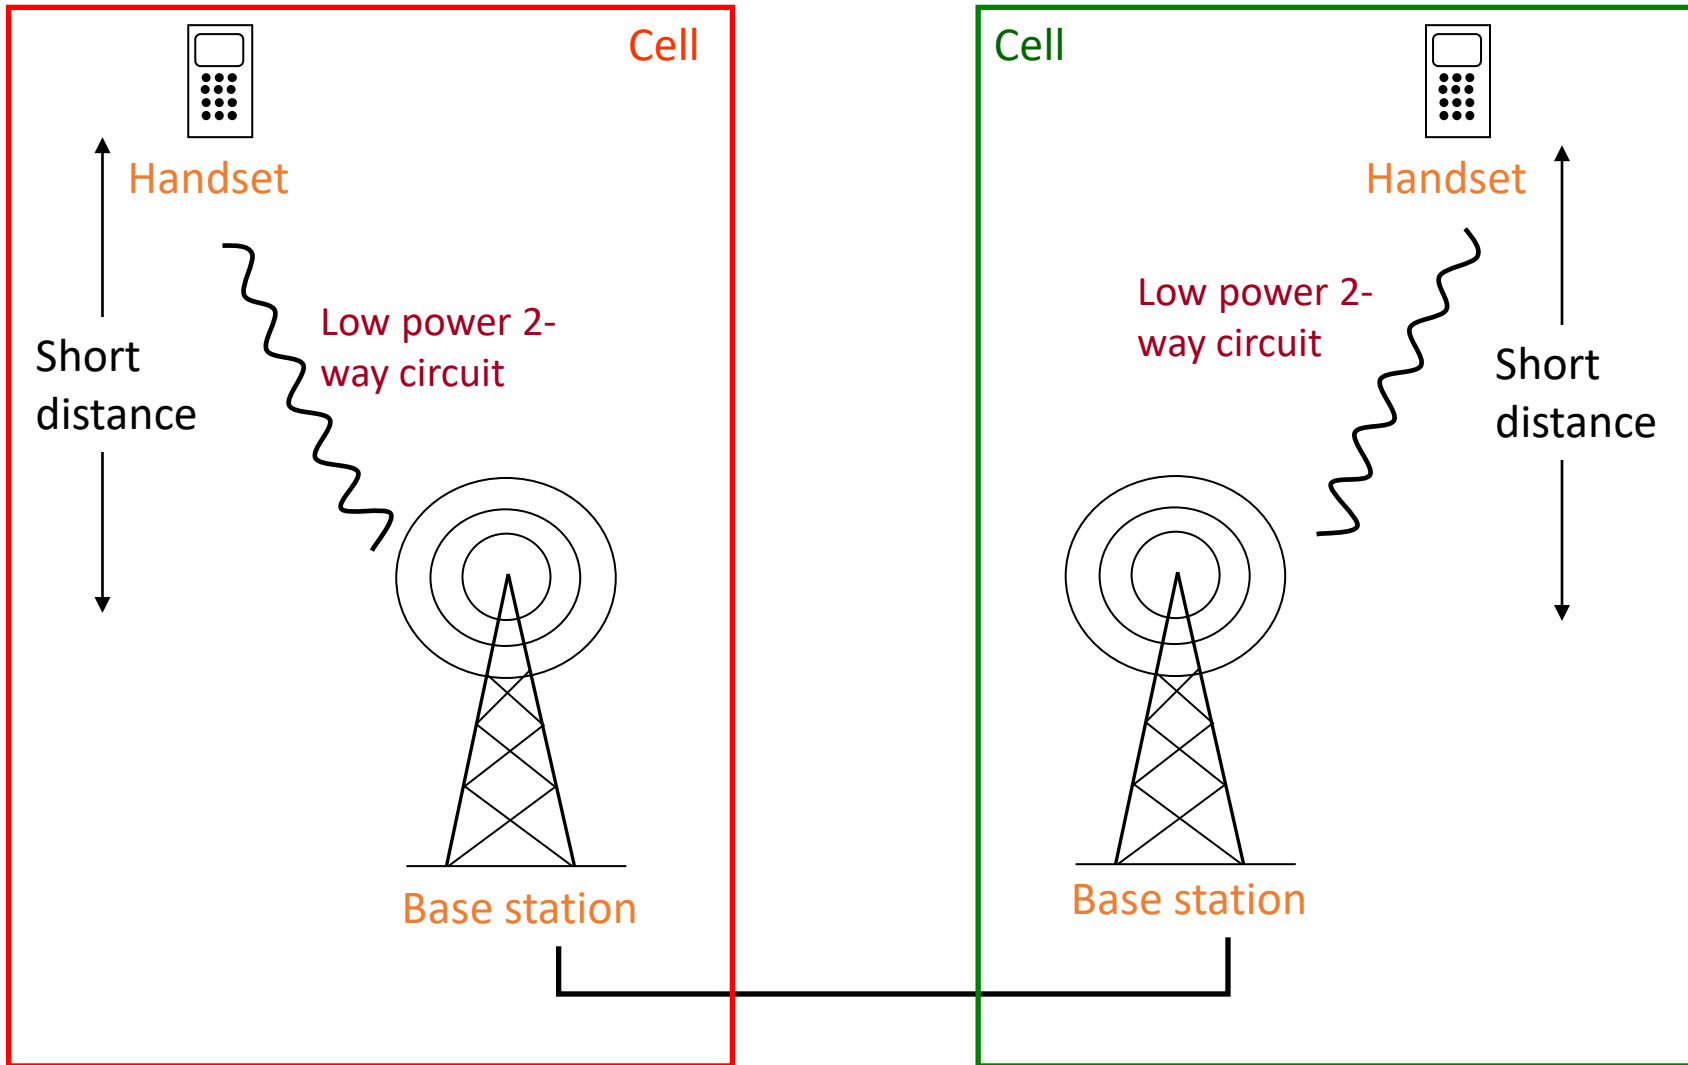 Cell
Handset
Low power 2-
way circuit
Short
distance
Base station
Cell
Handset
Low power 2-
way circuit
Short
distance
Base station